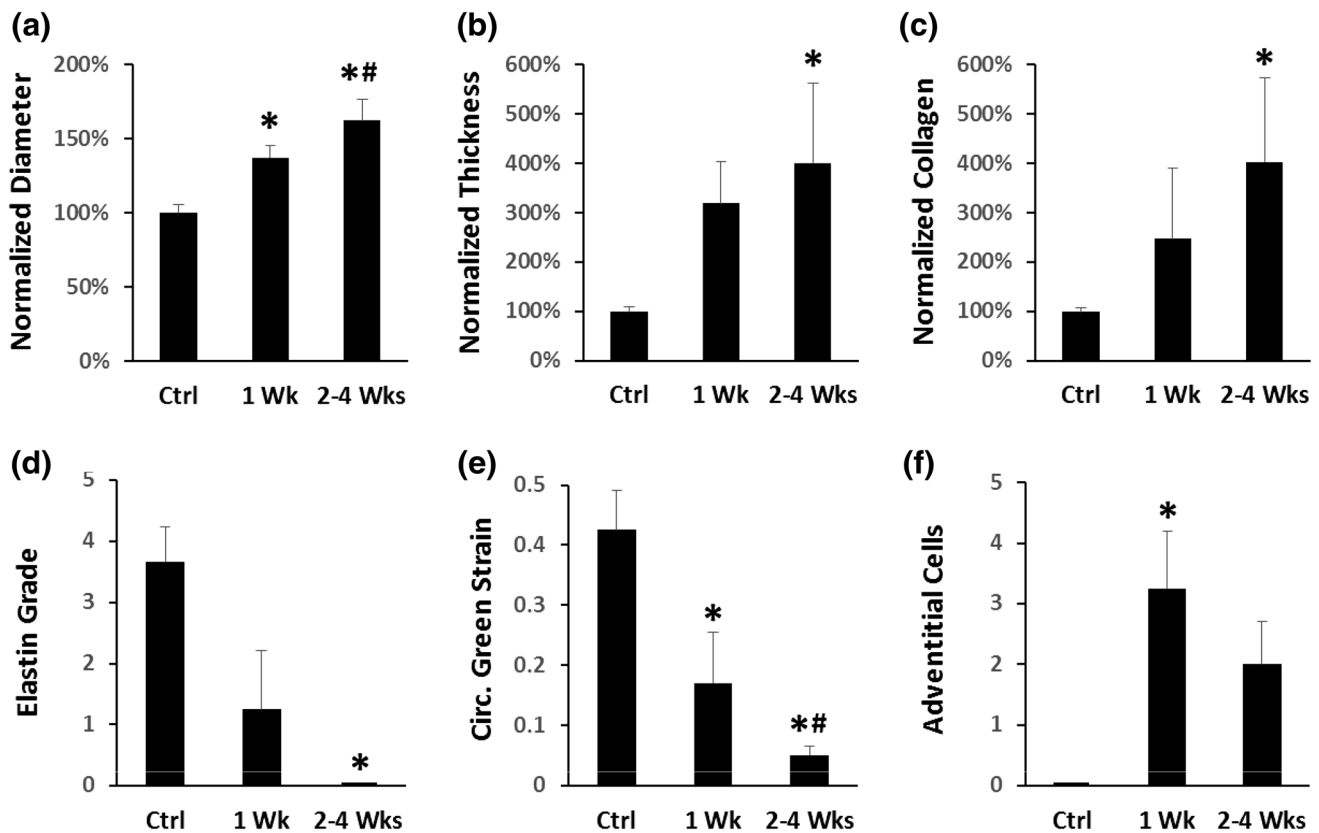 (a)
Normalized Diameter
200%
150%
100%
50%
0%
*
*#
Ctrl 1 Wk 2-4 Wks
(b)
Normalized Thickness
600%
500%
400%
300%
200%
100%
0%
*
Ctrl 1 Wk 2-4 Wks
(c)
Normalized Collagen
600%
500%
400%
300%
200%
100%
0%
*
Ctrl 1 Wk 2-4 Wks
(d)
Elastin Grade
5
4
3
2
1
0
*
Ctrl 1 Wk 2-4 Wks
(e)
Circ. Green Strain
0.5
0.4
0.3
0.2
0.1
0
*
*#
Ctrl 1 Wk 2-4 Wks
(f)
Adventitial Cells
5
4
3
2
1
0
*
Ctrl 1 Wk 2-4 Wks